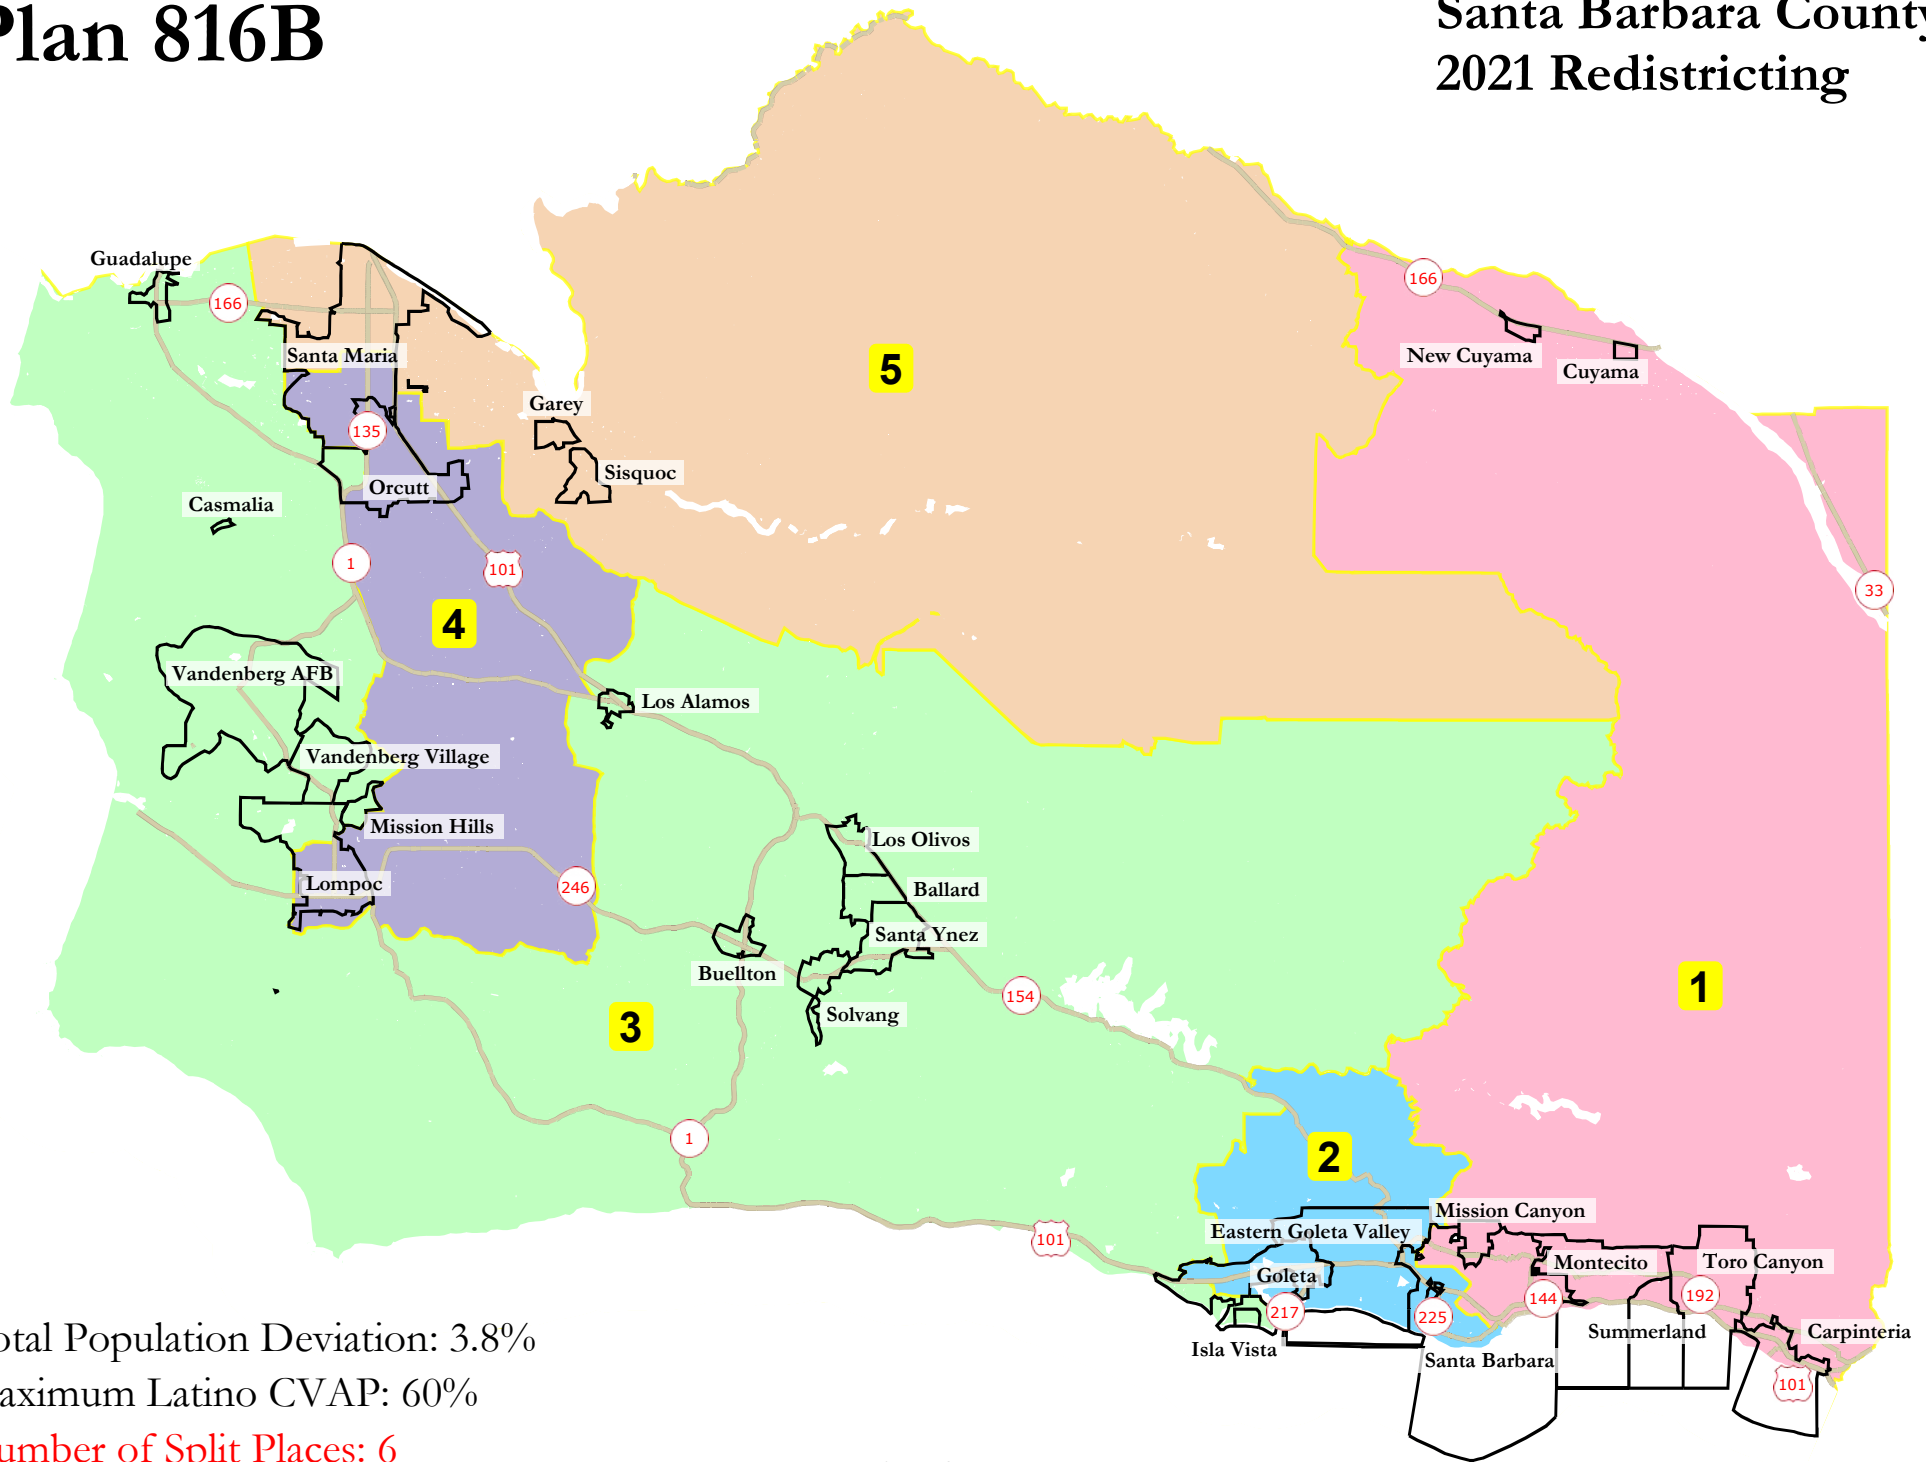 Plan 816B
Santa Barbara County
2021 Redistricting
Guadalupe
166
Santa Maria
135
Orcutt
Casmalia
1
101
4
Garey
Sisquoc
5
166
New Cuyama
Cuyama
33
Vandenberg AFB
Los Alamos
Vandenberg Village
Mission Hills
Lompoc
246
Los Olivos
Ballard
Santa Ynez
Buellton
Solvang
154
3
1
1
2
101
Mission Canyon
Eastern Goleta Valley
Goleta
Montecito
Toro Canyon
217
225
144
192
Isla Vista
Santa Barbara
Summerland
Carpinteria
101
otal Population Deviation: 3.8%
aximum Latino CVAP: 60%
umber of Split Places: 6